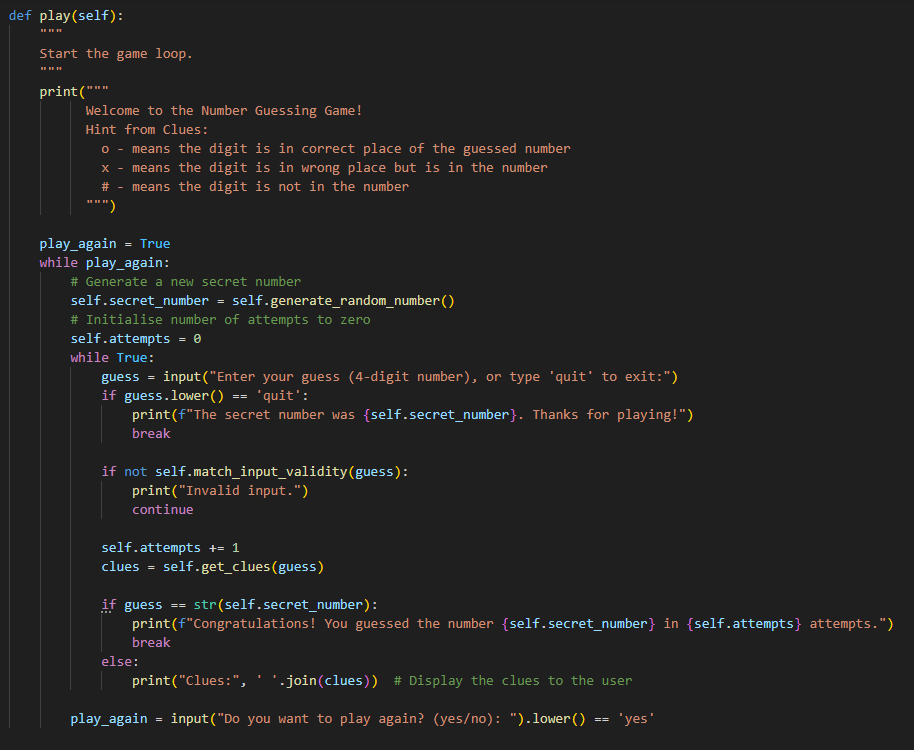 def play(self):
    """
    Start the game loop.
    """
    print("""
          Welcome to the Number Guessing Game!
          Hint from Clues:
            o - means the digit is in correct place of the guessed number
            x - means the digit is in wrong place but is in the number
            # - means the digit is not in the number
          """)

    play_again = True
    while play_again:
        # Generate a new secret number
        self.secret_number = self.generate_random_number()
        # Initialise number of attempts to zero
        self.attempts = 0
        while True:
            guess = input("Enter your guess (4-digit number), or type 'quit' to exit:")
            if guess.lower() == 'quit':
                print(f"The secret number was {self.secret_number}. Thanks for playing!")
                break

            if not self.match_input_validity(guess):
                print("Invalid input.")
                continue

            self.attempts += 1
            clues = self.get_clues(guess)

            if guess == str(self.secret_number):
                print(f"Congratulations! You guessed the number {self.secret_number} in {self.attempts} attempts.")
                break
            else:
                print("Clues:", ' '.join(clues))  # Display the clues to the user

        play_again = input("Do you want to play again? (yes/no): ").lower() == 'yes'